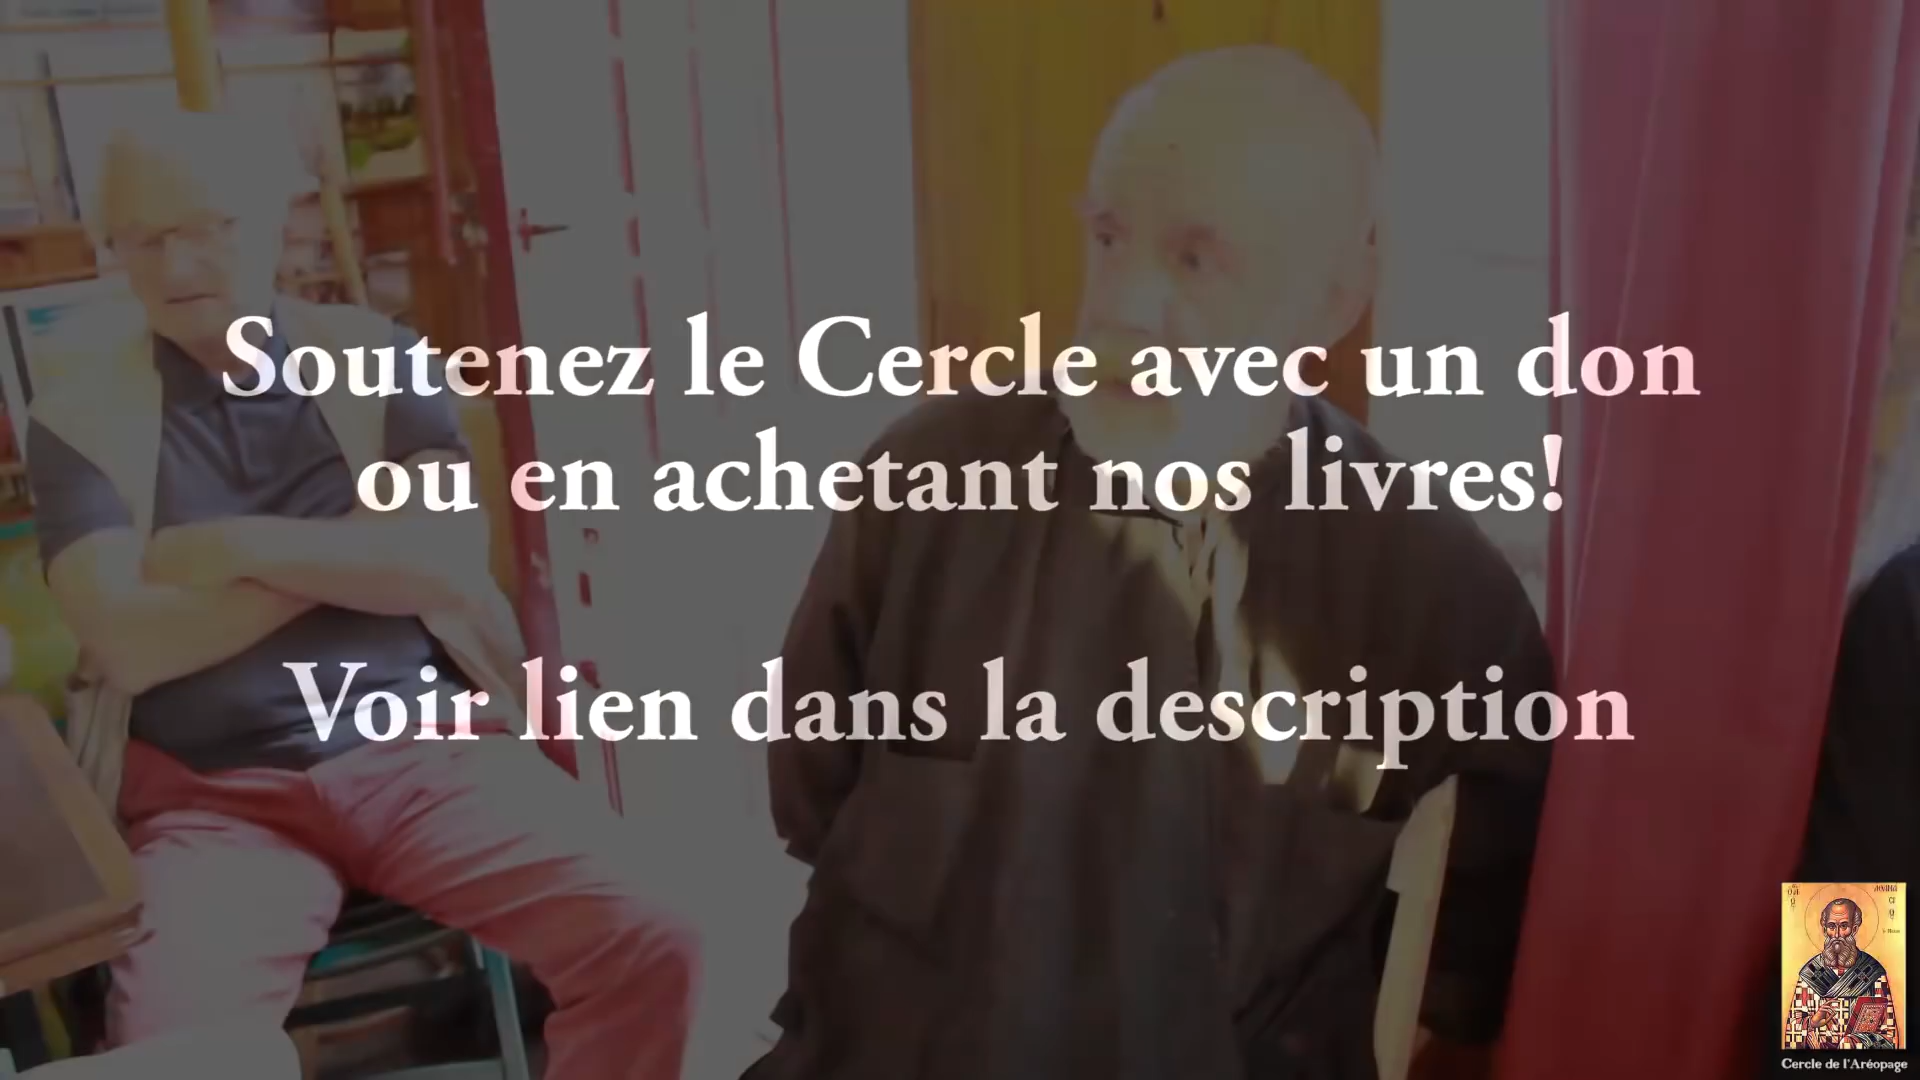 Soutenez le Cercle avec un don
ou en achetant nos livres!
Voir lien dans la description
Cercle de l'Aréopage